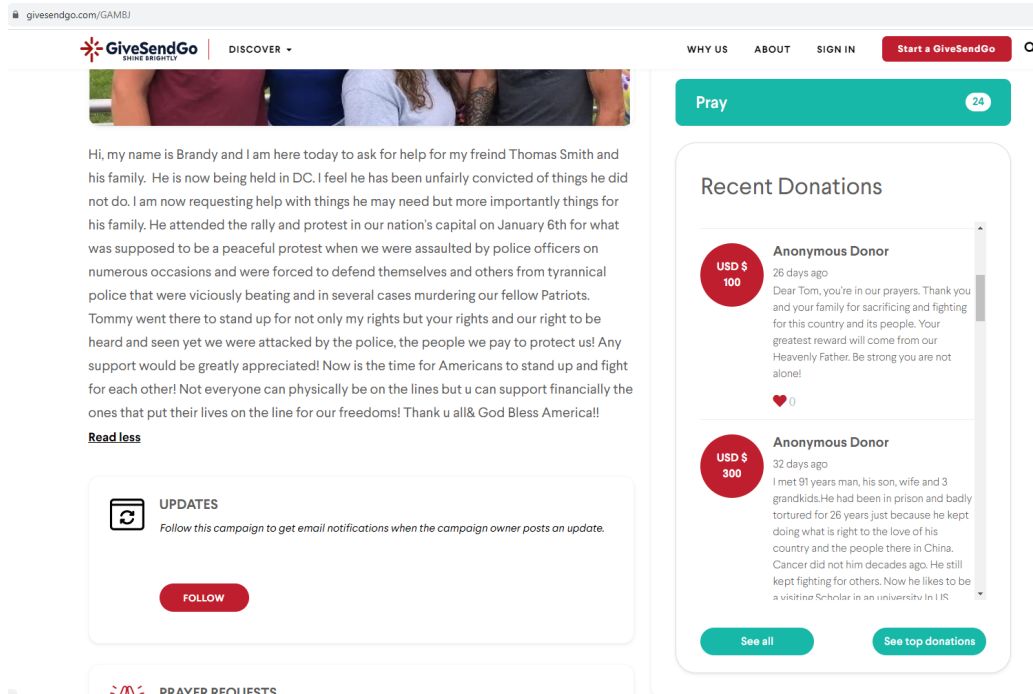 givesendgo.com/GAMBJ
GiveSendGo
SHINE BRIGHTLY
DISCOVER
WHY US
ABOUT
SIGN IN
Start a GiveSendGo
Hi, my name is Brandy and I am here today to ask for help for my freind Thomas Smith and
his family. He is now being held in DC. I feel he has been unfairly convicted of things he did
not do. I am now requesting help with things he may need but more importantly things for
his family. He attended the rally and protest in our nation's capital on January 6th for what
was supposed to be a peaceful protest when we were assaulted by police officers on
numerous occasions and were forced to defend themselves and others from tyrannical
police that were viciously beating and in several cases murdering our fellow Patriots.
Tommy went there to stand up for not only my rights but your rights and our right to be
heard and seen yet we were attacked by the police, the people we pay to protect us! Any
support would be greatly appreciated! Now is the time for Americans to stand up and fight
for each other! Not everyone can physically be on the lines but u can support financially the
ones that put their lives on the line for our freedoms! Thank u all& God Bless America!!
Read less
UPDATES
Follow this campaign to get email notifications when the campaign owner posts an update.
FOLLOW
PRAYER REQUESTS
Pray
24
Recent Donations
USD $
100
Anonymous Donor
26 days ago
Dear Tom, you're in our prayers. Thank you
and your family for sacrificing and fighting
for this country and its people. Your
greatest reward will come from our
Heavenly Father. Be strong you are not
alone!
0
USD $
300
Anonymous Donor
32 days ago
I met 91 years man, his son, wife and 3
grandkids.He had been in prison and badly
tortured for 26 years just because he kept
doing what is right to the love of his
country and the people there in China.
Cancer did not him decades ago. He still
kept fighting for others. Now he likes to be
a visiting Scholar in an university In US
See all
See top donations